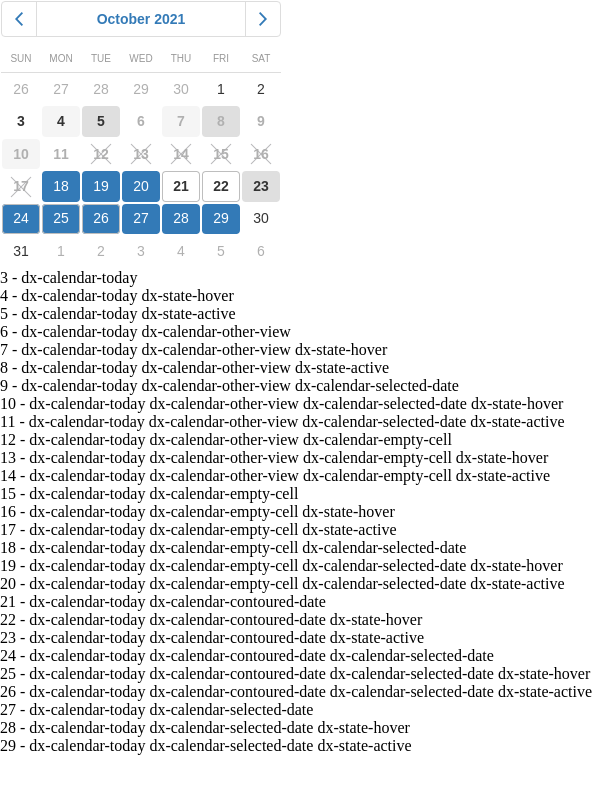 October 2021
SUN MON TUE WED THU FRI SAT
26 27 28 29 30 1 2
3 4 5 6 7 8 9
10 11 12 13 14 15 16
17 18 19 20 21 22 23
24 25 26 27 28 29 30
31 1 2 3 4 5 6
3 - dx-calendar-today
4 - dx-calendar-today dx-state-hover
5 - dx-calendar-today dx-state-active
6 - dx-calendar-today dx-calendar-other-view
7 - dx-calendar-today dx-calendar-other-view dx-state-hover
8 - dx-calendar-today dx-calendar-other-view dx-state-active
9 - dx-calendar-today dx-calendar-other-view dx-calendar-selected-date
10 - dx-calendar-today dx-calendar-other-view dx-calendar-selected-date dx-state-hover
11 - dx-calendar-today dx-calendar-other-view dx-calendar-selected-date dx-state-active
12 - dx-calendar-today dx-calendar-other-view dx-calendar-empty-cell
13 - dx-calendar-today dx-calendar-other-view dx-calendar-empty-cell dx-state-hover
14 - dx-calendar-today dx-calendar-other-view dx-calendar-empty-cell dx-state-active
15 - dx-calendar-today dx-calendar-empty-cell
16 - dx-calendar-today dx-calendar-empty-cell dx-state-hover
17 - dx-calendar-today dx-calendar-empty-cell dx-state-active
18 - dx-calendar-today dx-calendar-empty-cell dx-calendar-selected-date
19 - dx-calendar-today dx-calendar-empty-cell dx-calendar-selected-date dx-state-hover
20 - dx-calendar-today dx-calendar-empty-cell dx-calendar-selected-date dx-state-active
21 - dx-calendar-today dx-calendar-contoured-date
22 - dx-calendar-today dx-calendar-contoured-date dx-state-hover
23 - dx-calendar-today dx-calendar-contoured-date dx-state-active
24 - dx-calendar-today dx-calendar-contoured-date dx-calendar-selected-date
25 - dx-calendar-today dx-calendar-contoured-date dx-calendar-selected-date dx-state-hover
26 - dx-calendar-today dx-calendar-contoured-date dx-calendar-selected-date dx-state-active
27 - dx-calendar-today dx-calendar-selected-date
28 - dx-calendar-today dx-calendar-selected-date dx-state-hover
29 - dx-calendar-today dx-calendar-selected-date dx-state-active